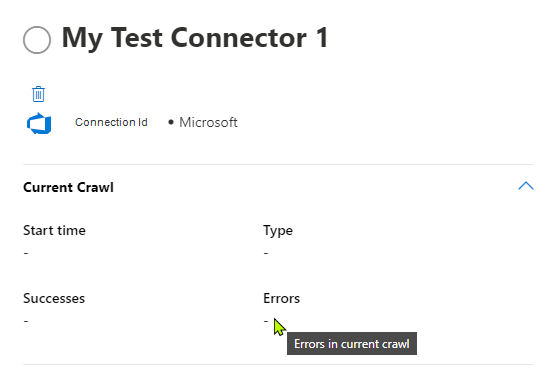 My Test Connector 1
Connection Id • Microsoft
Current Crawl
Start time Type
- -
Successes Errors
- -
Errors in current crawl